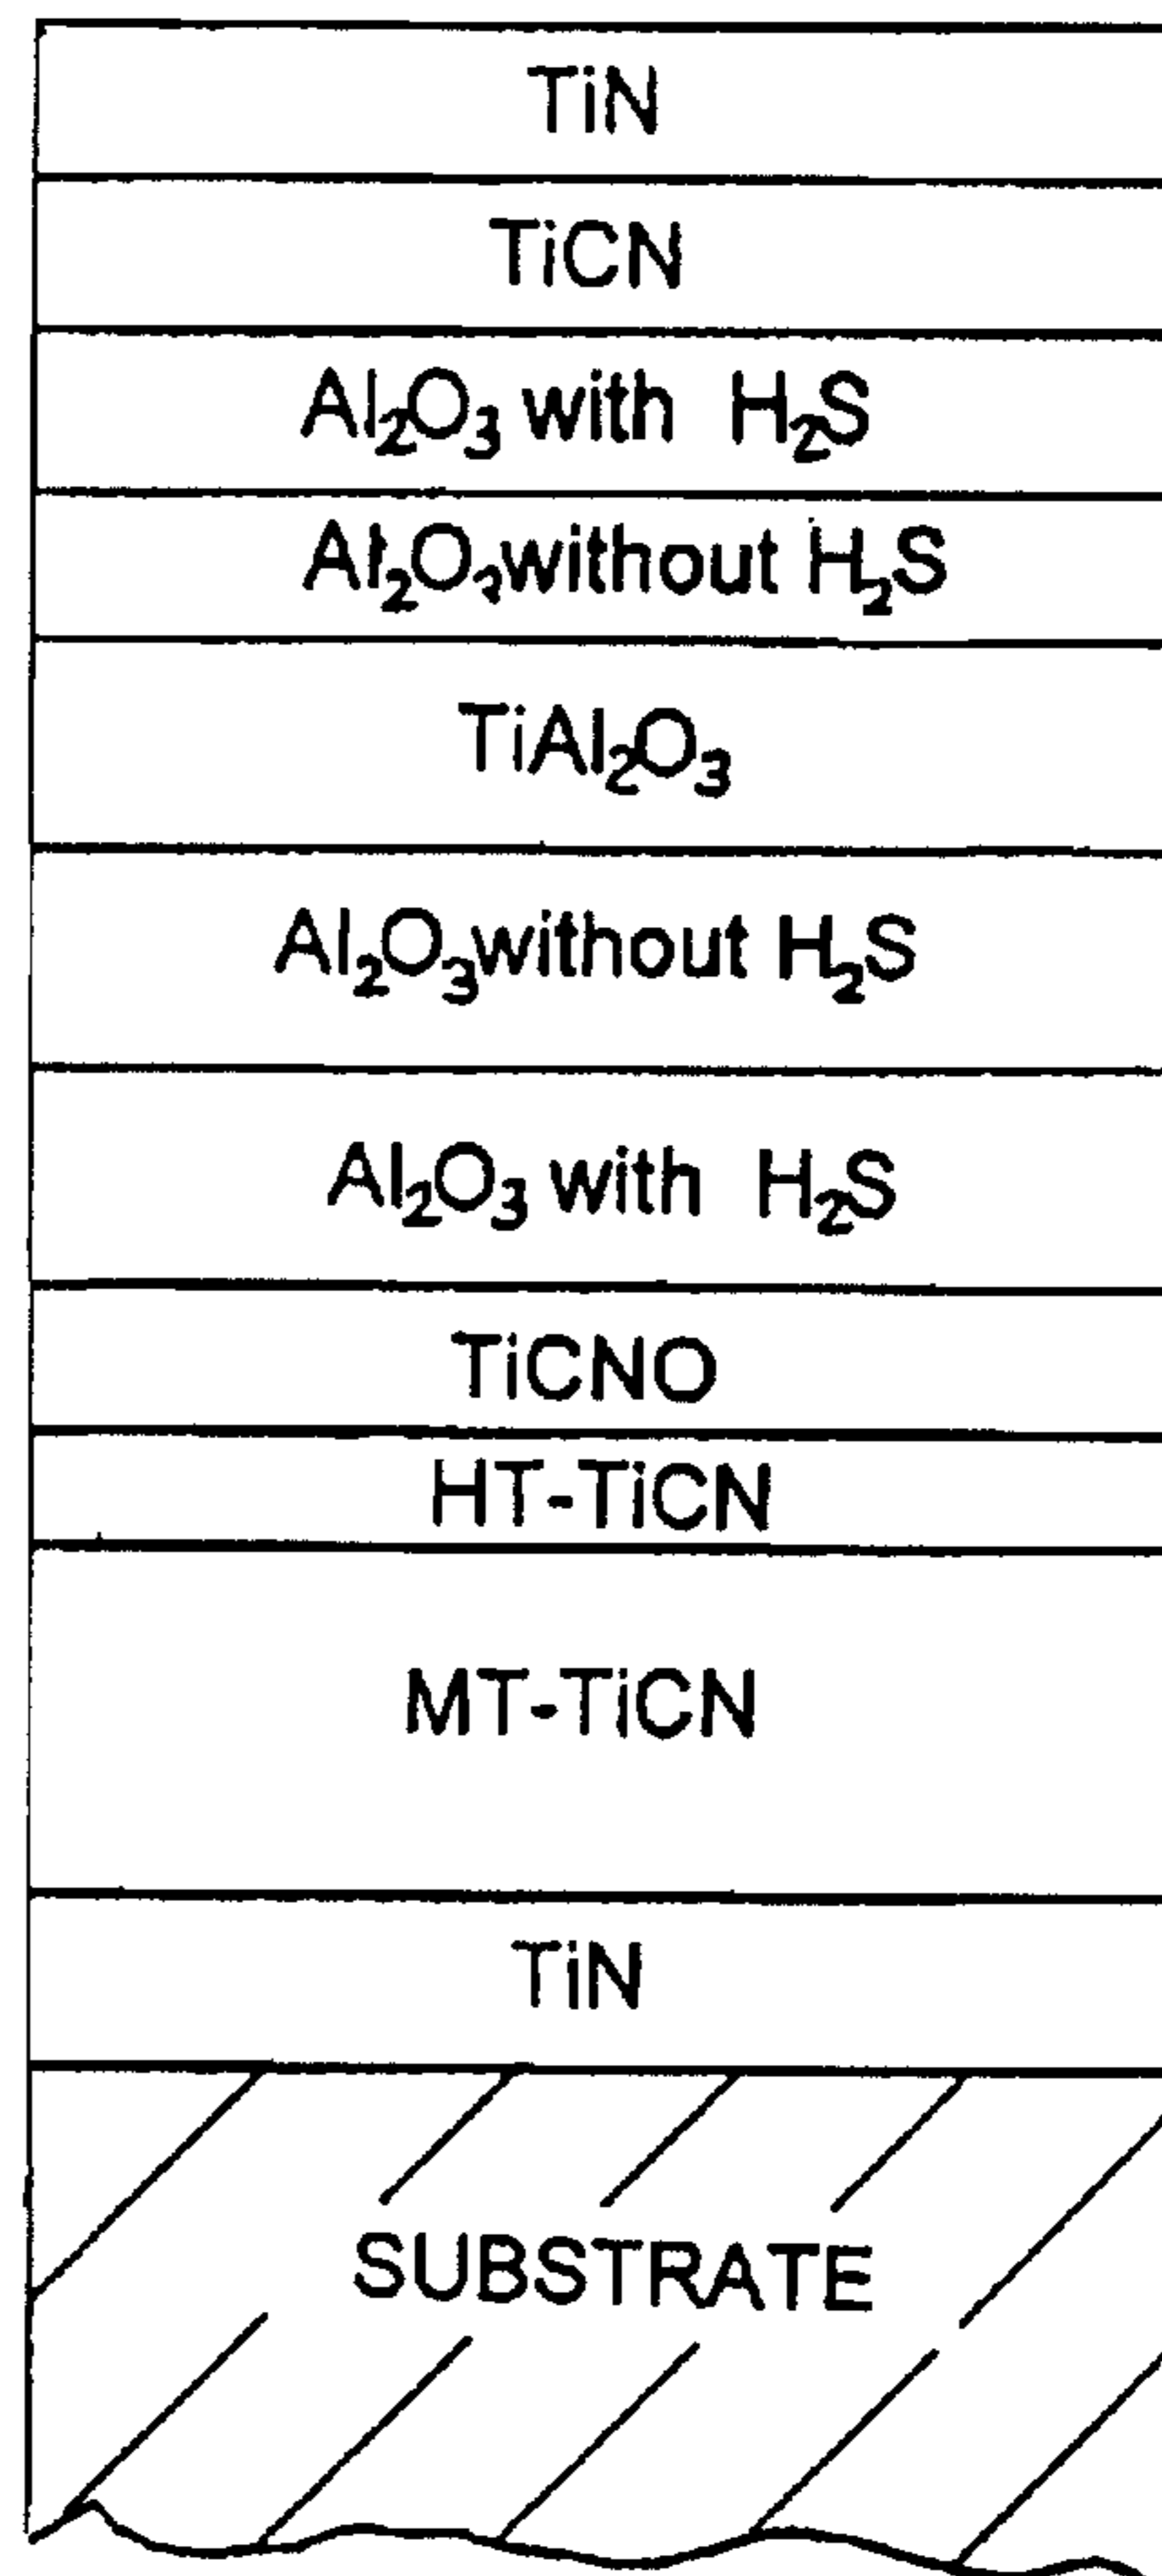 TiN
TiCN
Al₂O₃ with H₂S
Al₂O₃ without H₂S
TiAl₂O₃
Al₂O₃ without H₂S
Al₂O₃ with H₂S
TiCNO
HT-TiCN
MT-TiCN
TiN
SUBSTRATE